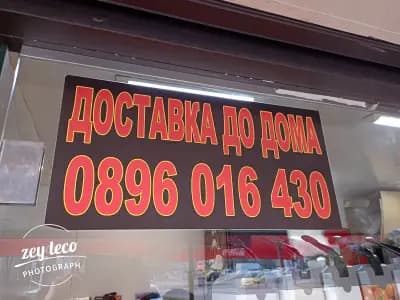 ДОСТАВКА ДО ДОМА
0896 016 430
zey leco
PHOTOGRAPH